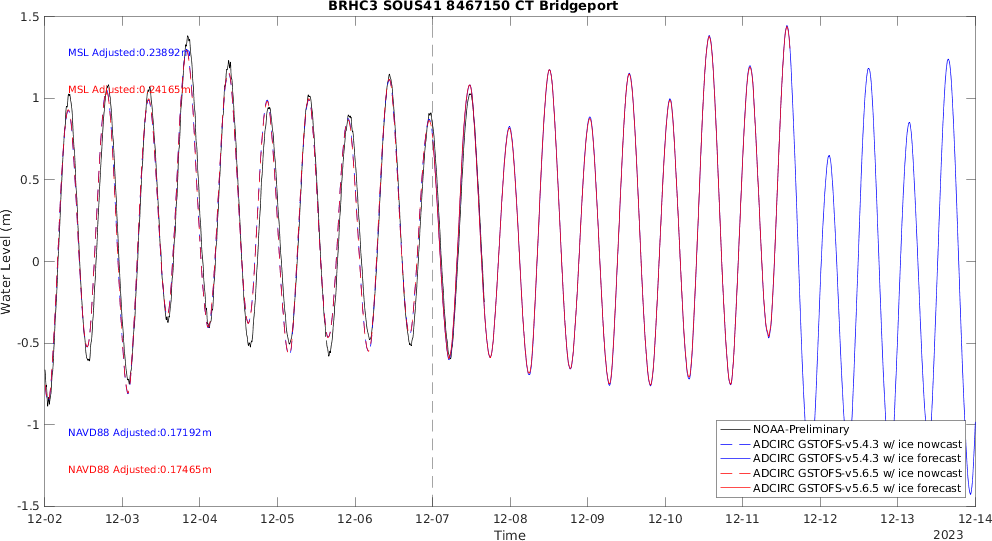 BRHC3 SOUS41 8467150 CT Bridgeport
1.5
1
0.5
0
-0.5
-1
-1.5
Water Level (m)
MSL Adjusted:0.23892m
MSL Adjusted:0.24165m
NAVD88 Adjusted:0.17192m
NAVD88 Adjusted:0.17465m
NOAA-Preliminary
ADCIRC GSTOFS-v5.4.3 w/ ice nowcast
ADCIRC GSTOFS-v5.4.3 w/ ice forecast
ADCIRC GSTOFS-v5.6.5 w/ ice nowcast
ADCIRC GSTOFS-v5.6.5 w/ ice forecast
12-02 12-03 12-04 12-05 12-06 12-07 12-08 12-09 12-10 12-11 12-12 12-13 12-14
Time
2023